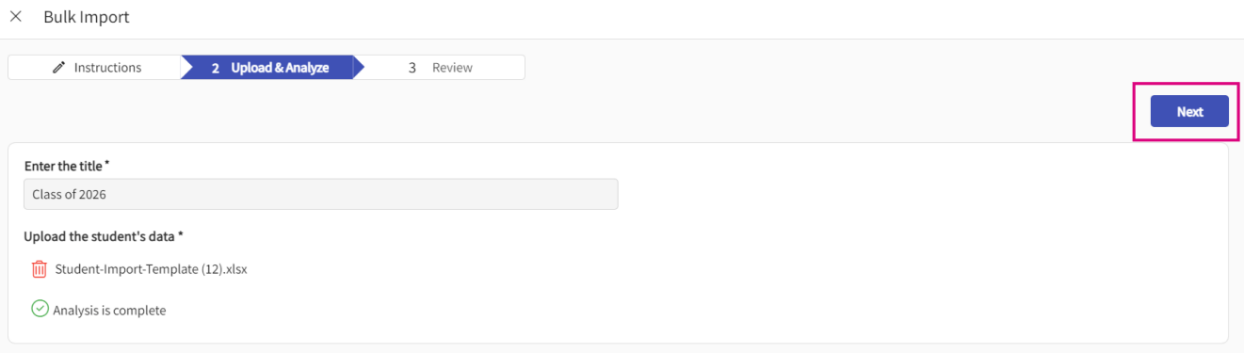 Bulk Import
Instructions
2 Upload & Analyze
3 Review
Next
Enter the title *
Class of 2026
Upload the student's data *
Student-Import-Template (12).xlsx
Analysis is complete